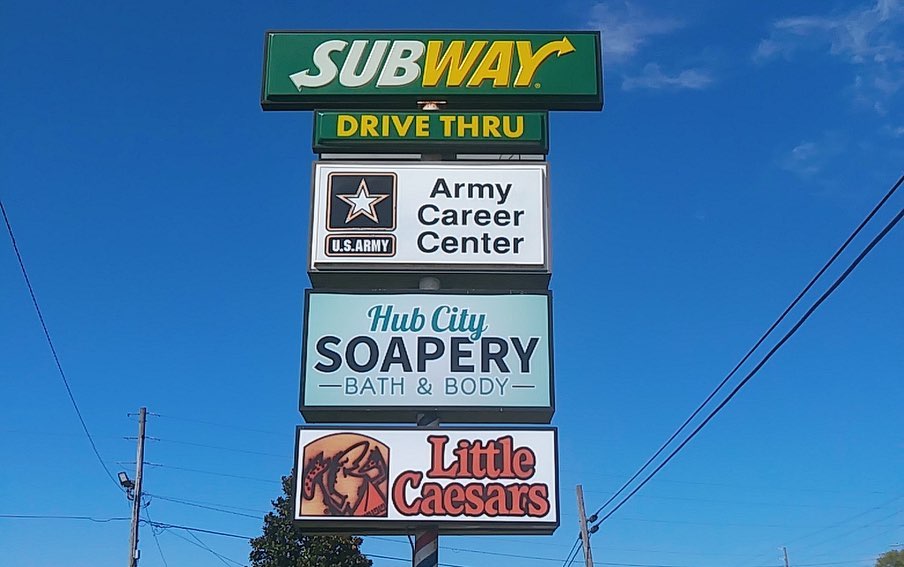 SUBWAY
DRIVE THRU
Army
Career
U.S.ARMY Center
Hub City
SOAPERY
BATH & BODY
Little
Caesars